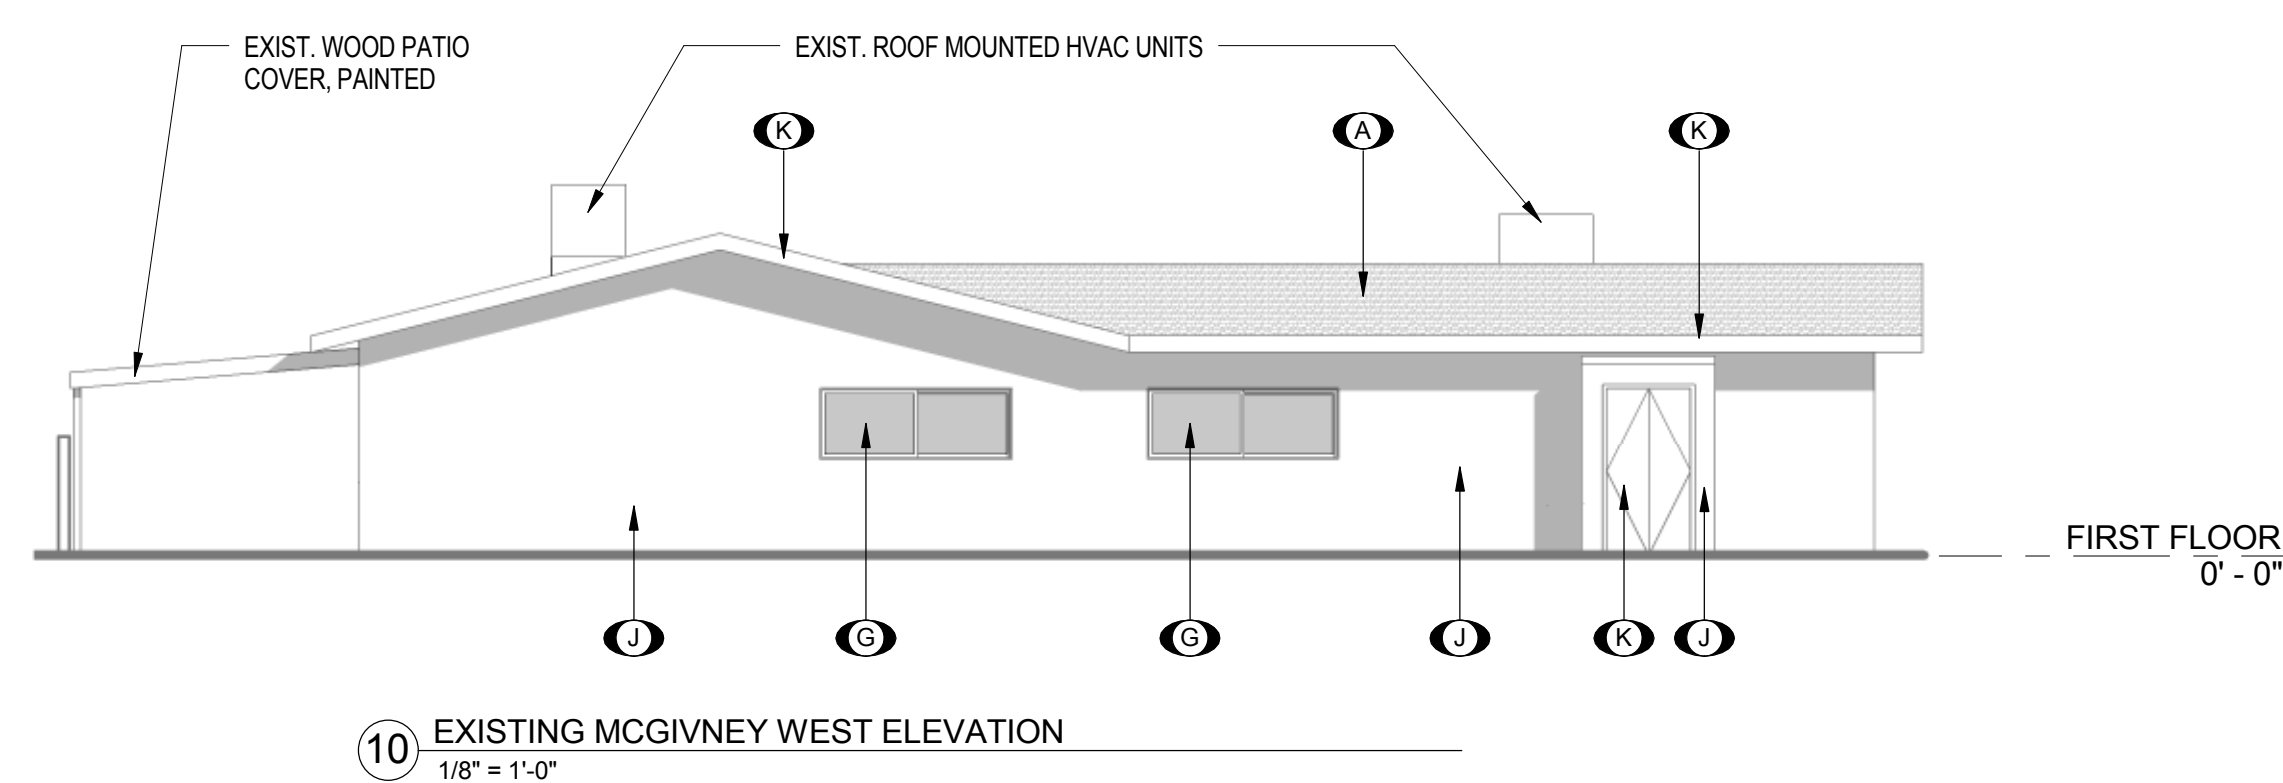 EXIST. WOOD PATIO
COVER, PAINTED
EXIST. ROOF MOUNTED HVAC UNITS
K
A
K
FIRST FLOOR
0' - 0"
J
G
G
J
K
J
10
EXISTING MCGIVNEY WEST ELEVATION
1/8" = 1'-0"